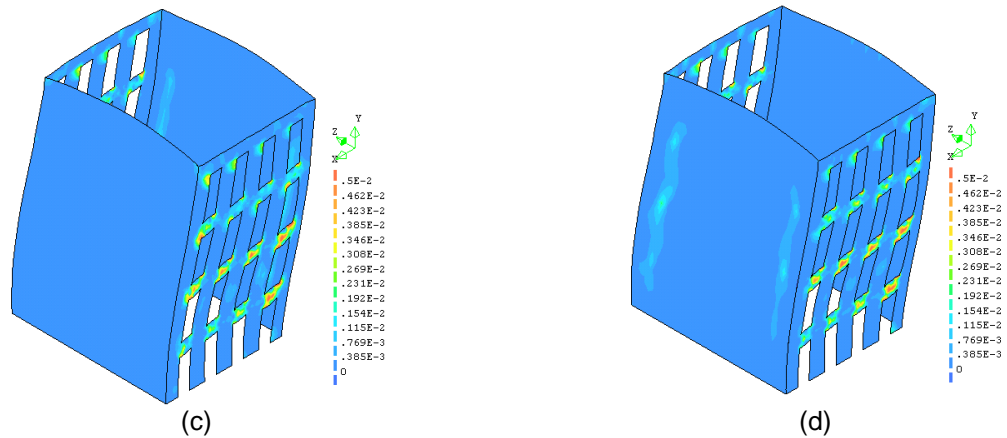 Y
Z
X
.5E-2
.462E-2
.423E-2
.385E-2
.346E-2
.308E-2
.269E-2
.231E-2
.192E-2
.154E-2
.115E-2
.769E-3
.385E-3
0
(c)
Y
Z
X
.5E-2
.462E-2
.423E-2
.385E-2
.346E-2
.308E-2
.269E-2
.231E-2
.192E-2
.154E-2
.115E-2
.769E-3
.385E-3
0
(d)